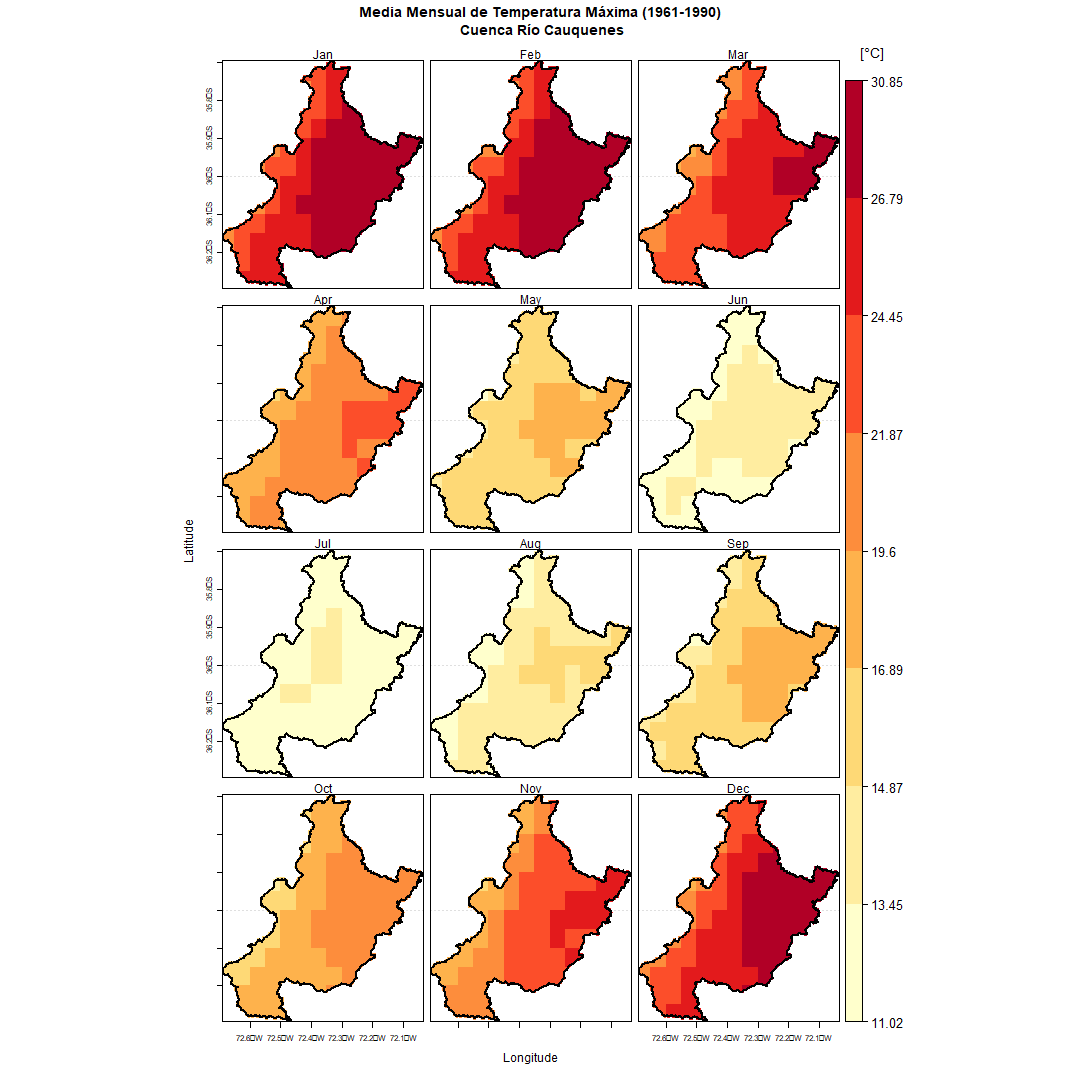 Media Mensual de Temperatura Máxima (1961-1990)
Cuenca Río Cauquenes
[°C]
Jan
Feb
Mar
30.85
26.79
24.45
21.87
19.6
16.89
14.87
13.45
11.02
35.8□S
35.9□S
36□S
36.1□S
36.2□S
Apr
May
Jun
Latitude
Jul
Aug
Sep
35.8□S
35.9□S
36□S
36.1□S
36.2□S
Oct
Nov
Dec
72.6□W 72.5□W 72.4□W 72.3□W 72.2□W 72.1□W
72.6□W 72.5□W 72.4□W 72.3□W 72.2□W 72.1□W
Longitude